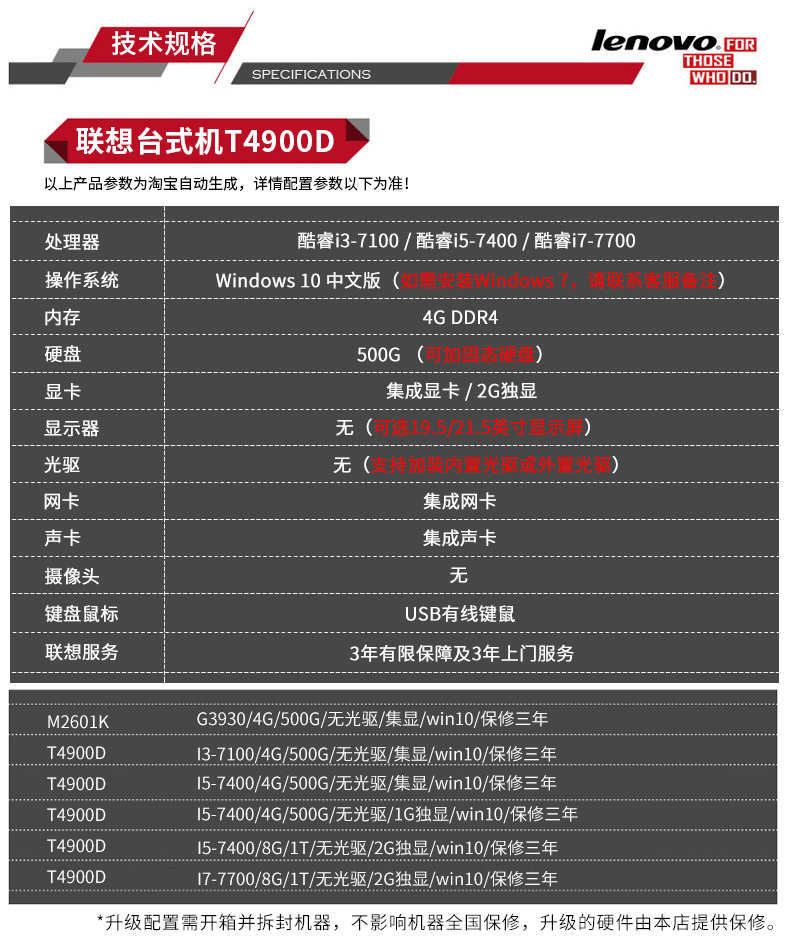 技术规格
SPECIFICATIONS
lenovo FOR
THOSE
WHO DO.
联想台式机T4900D
以上产品参数为淘宝自动生成，详情配置参数以下为准！
处理器 酷睿i3-7100 / 酷睿i5-7400 / 酷睿i7-7700
操作系统 Windows 10 中文版（如需安装Windows 7，请联系客服备注）
内存 4G DDR4
硬盘 500G （可加固态硬盘）
显卡 集成显卡 / 2G独显
显示器 无（可选19.5/21.5英寸显示屏）
光驱 无（支持加装内置光驱或外置光驱）
网卡 集成网卡
声卡 集成声卡
摄像头 无
键盘鼠标 USB有线键鼠
联想服务 3年有限保障及3年上门服务
M2601K G3930/4G/500G/无光驱/集显/win10/保修三年
T4900D I3-7100/4G/500G/无光驱/集显/win10/保修三年
T4900D I5-7400/4G/500G/无光驱/集显/win10/保修三年
T4900D I5-7400/4G/500G/无光驱/1G独显/win10/保修三年
T4900D I5-7400/8G/1T/无光驱/2G独显/win10/保修三年
T4900D I7-7700/8G/1T/无光驱/2G独显/win10/保修三年
*升级配置需开箱并拆封机器，不影响机器全国保修，升级的硬件由本店提供保修。